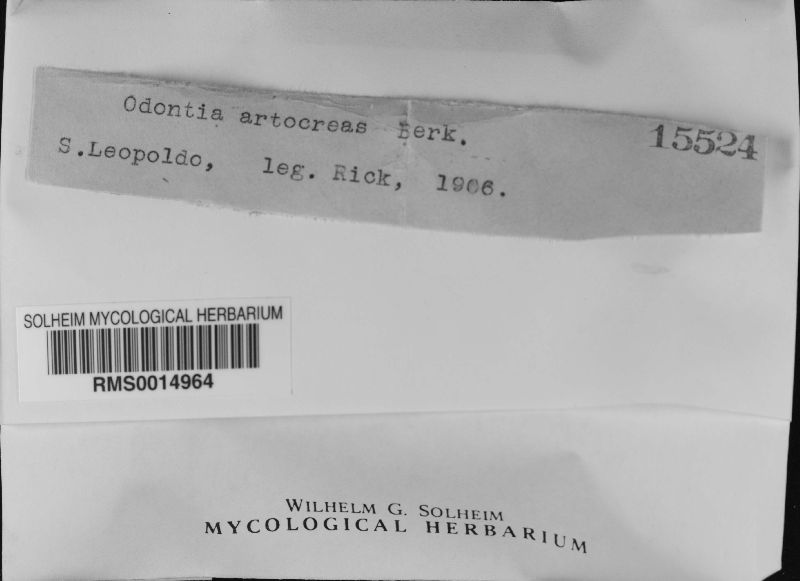 Odontia artocreas Berk.
15524
S.Leopoldo, leg. Rick, 1906.
SOLHEIM MYCOLOGICAL HERBARIUM
RMS0014964
WILHELM G. SOLHEIM
MYCOLOGICAL HERBARIUM